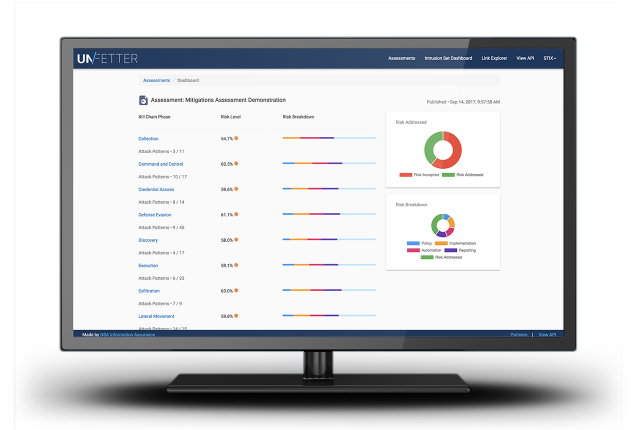 UNFETTER
Assessments Intrusion Set Dashboard Link Explorer View API STIX
Assessments / Dashboard
Assessment: Mitigations Assessment Demonstration
Published - Sep 14, 2017, 9:57:59 AM
Kill Chain Phase Risk Level Risk Breakdown
Risk Addressed
Collection 54.7%
Attack Patterns - 3 / 11
Command and Control 63.3%
Attack Patterns - 10 / 17
Risk Accepted Risk Addressed
Credential Access 59.6%
Attack Patterns - 8 / 14
Risk Breakdown
Defense Evasion 61.1%
Attack Patterns - 9 / 45
Discovery 58.0%
Policy Implementation
Attack Patterns - 4 / 17
Automation Reporting
Risk Addressed
Execution 59.1%
Attack Patterns - 6 / 23
Exfiltration 63.0%
Attack Patterns - 7 / 9
Lateral Movement 59.8%
Attack Patterns - 14 /
Made by NSA Information Assurance
Partners | View API